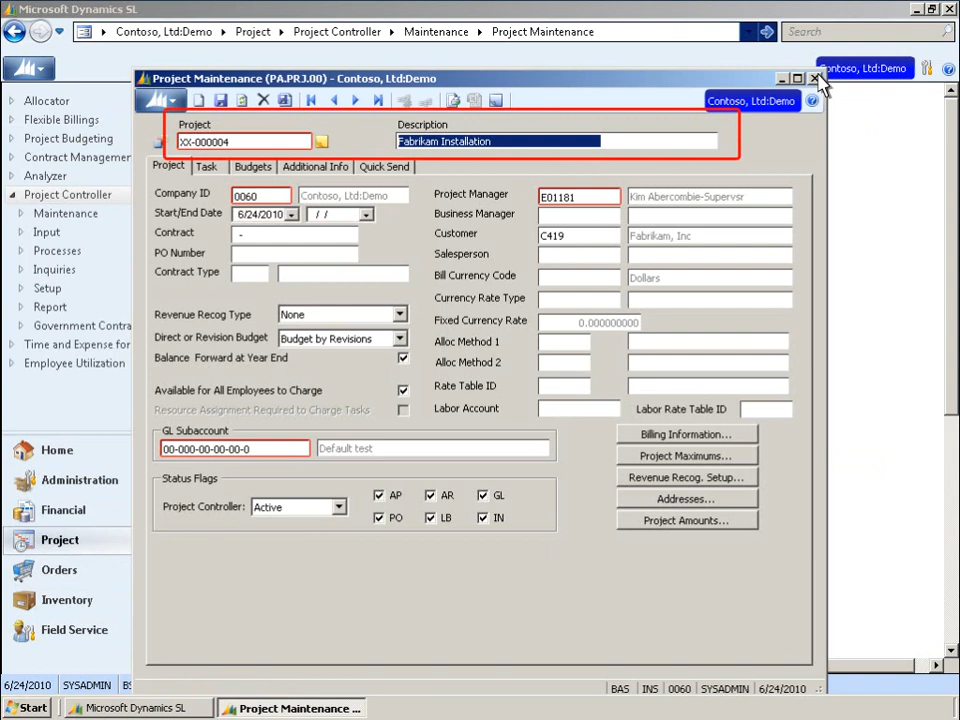 Microsoft Dynamics SL
Contoso, Ltd:Demo
Project
Project Controller
Maintenance
Project Maintenance
Search
Contoso, Ltd:Demo
Allocator
Flexible Billings
Project Budgeting
Contract Managemer
Analyzer
Project Controller
Maintenance
Input
Processes
Inquiries
Setup
Report
Government Contra
Time and Expense for
Employee Utilization
Home
Administration
Financial
Project
Orders
Inventory
Field Service
Project Maintenance (PA.PRJ.00) - Contoso, Ltd:Demo
Contoso, Ltd:Demo
Project
Description
XX-000004
Fabrikam Installation
Project Task Budgets Additional Info Quick Send
Company ID 0060 Contoso, Ltd:Demo
Start/End Date 6/24/2010 / /
Contract -
PO Number
Contract Type
Revenue Recog Type None
Direct or Revision Budget Budget by Revisions
Balance Forward at Year End
Available for All Employees to Charge
Resource Assignment Required to Charge Tasks
Project Manager E01181 Kim Abercombie-Supervsr
Business Manager
Customer C419 Fabrikam, Inc
Salesperson
Bill Currency Code Dollars
Currency Rate Type
Fixed Currency Rate 0.000000000
Alloc Method 1
Alloc Method 2
Rate Table ID
Labor Account Labor Rate Table ID
GL Subaccount
00-000-00-00-00-0 Default test
Status Flags
Project Controller: Active
AP AR GL
PO LB IN
Billing Information...
Project Maximums...
Revenue Recog. Setup...
Addresses...
Project Amounts...
BAS INS 0060 SYSADMIN 6/24/2010
6/24/2010 SYSADMIN BS
Start Microsoft Dynamics SL Project Maintenance ...